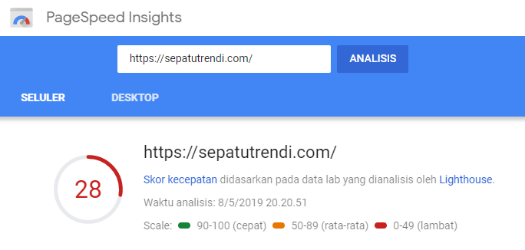 PageSpeed Insights
https://sepatutrendi.com/
ANALISIS
SELULER
DESKTOP
https://sepatutrendi.com/
28
Skor kecepatan didasarkan pada data lab yang dianalisis oleh Lighthouse.
Waktu analisis: 8/5/2019 20.20.51
Scale: 90-100 (cepat) 50-89 (rata-rata) 0-49 (lambat)